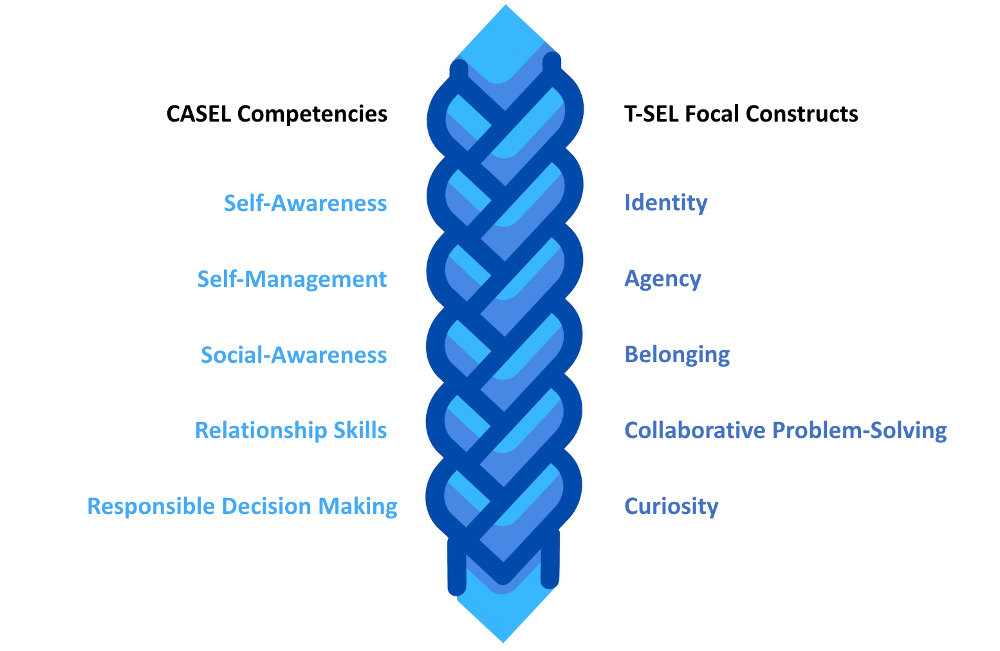 CASEL Competencies
T-SEL Focal Constructs
Self-Awareness
Identity
Self-Management
Agency
Social-Awareness
Belonging
Relationship Skills
Collaborative Problem-Solving
Responsible Decision Making
Curiosity